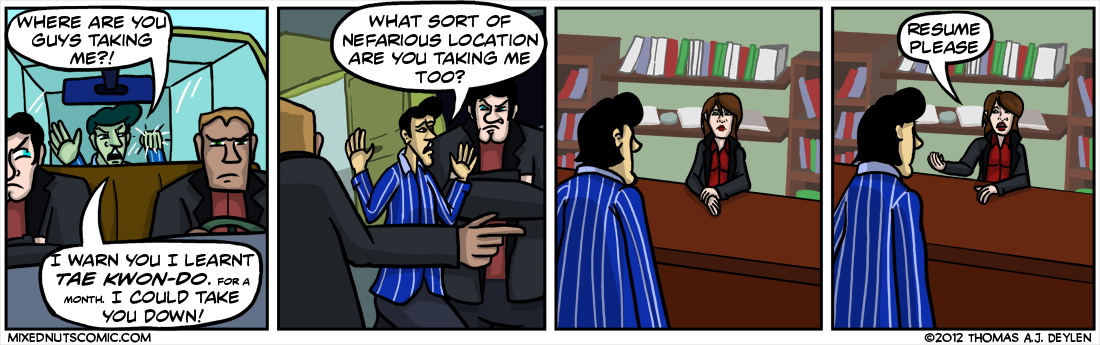 WHERE ARE YOU
GUYS TAKING
ME?!
I WARN YOU I LEARNT
TAE KWON-DO. FOR A
MONTH. I COULD TAKE
YOU DOWN!
WHAT SORT OF
NEFARIOUS LOCATION
ARE YOU TAKING ME
TOO?
RESUME
PLEASE
MIXEDNUTSCOMIC.COM
©2012 THOMAS A.J. DEYLEN